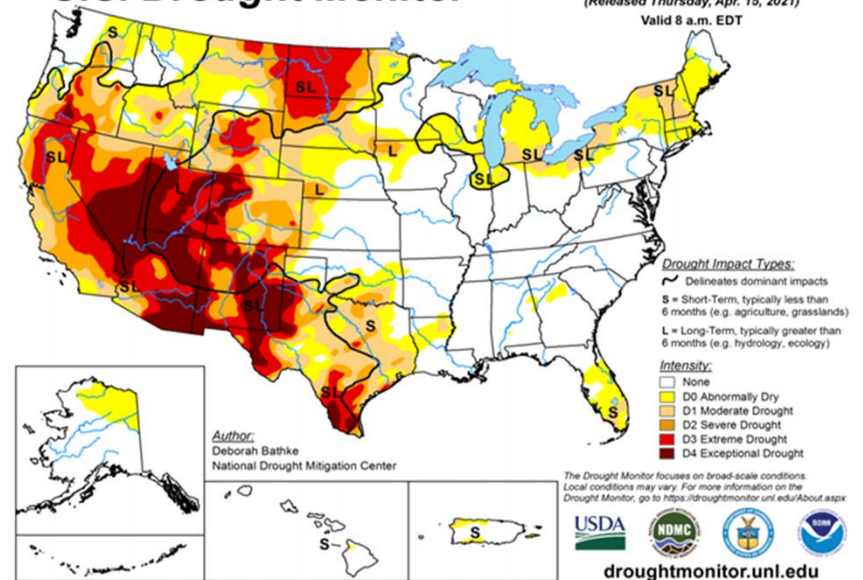 U.S. Drought Monitor
(Released Thursday, Apr. 15, 2021)
Valid 8 a.m. EDT
S
SL
L
SL
SL
SL
L
SL
SL
L
L
SL
SL
S
SL
S
Drought Impact Types:
Delineates dominant impacts
S = Short-Term, typically less than
6 months (e.g. agriculture, grasslands)
L = Long-Term, typically greater than
6 months (e.g. hydrology, ecology)
Intensity:
None
D0 Abnormally Dry
D1 Moderate Drought
D2 Severe Drought
D3 Extreme Drought
D4 Exceptional Drought
Author:
Deborah Bathke
National Drought Mitigation Center
S
S
The Drought Monitor focuses on broad-scale conditions.
Local conditions may vary. For more information on the
Drought Monitor, go to https://droughtmonitor.unl.edu/About.aspx
USDA
NDMC
NOAA
droughtmonitor.unl.edu